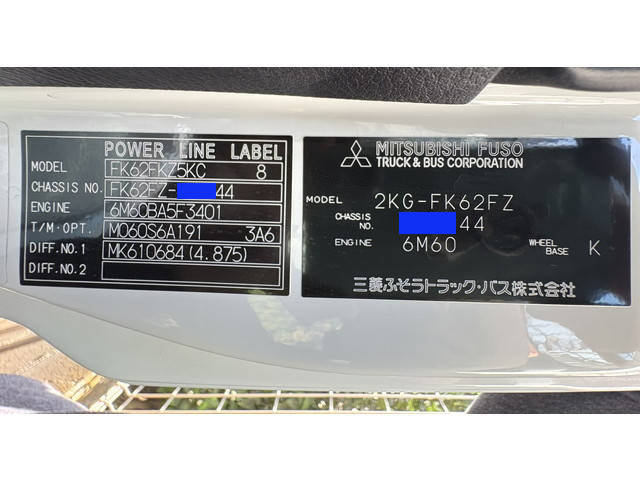 POWER LINE LABEL
MODEL FK62FKZ5KC 8
CHASSIS NO. FK62FZ- 44
ENGINE 6M60BA5F3401
T/M·OPT. M060S6A191 3A6
DIFF.NO.1 MK610684(4.875)
DIFF.NO.2
MITSUBISHI FUSO
TRUCK & BUS CORPORATION
MODEL 2KG-FK62FZ
CHASSIS NO. 44
ENGINE 6M60 WHEEL BASE K
三菱ふそうトラック・バス株式会社